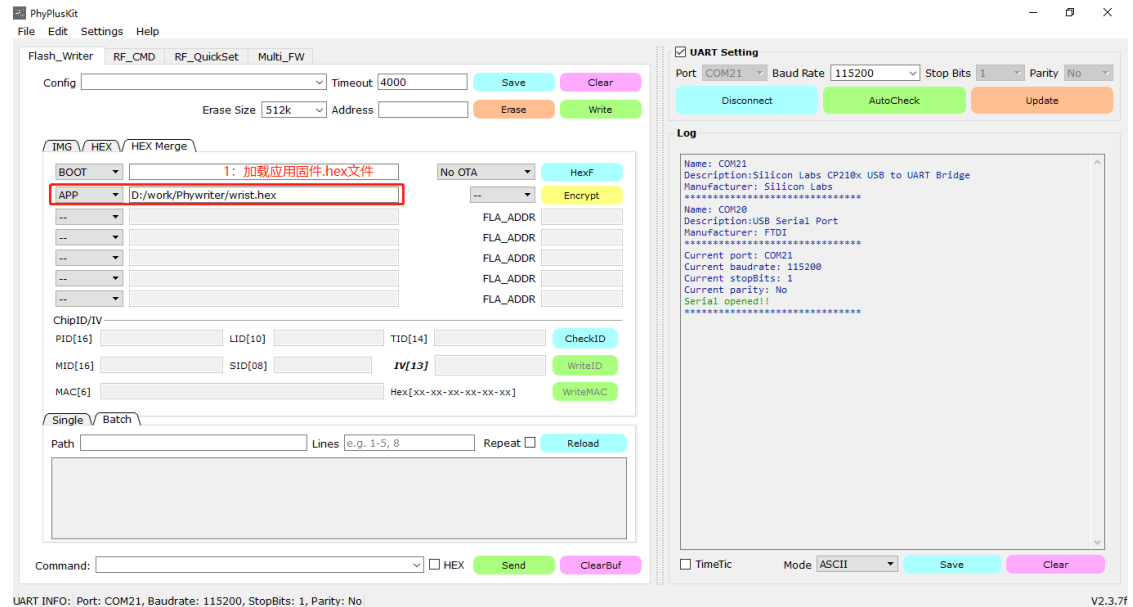 PhyPlusKit
File Edit Settings Help
Flash_Writer RF_CMD RF_QuickSet Multi_FW
Config Timeout 4000 Save Clear
Erase Size 512k Address Erase Write
IMG HEX HEX Merge
BOOT 1：加载应用固件.hex文件 No OTA HexF
APP D:/work/Phywriter/wrist.hex -- Encrypt
-- FLA_ADDR
-- FLA_ADDR
-- FLA_ADDR
-- FLA_ADDR
-- FLA_ADDR
ChipID/IV
PID[16] LID[10] TID[14] CheckID
MID[16] SID[08] IV[13] WriteID
MAC[6] Hex[xx-xx-xx-xx-xx-xx] WriteMAC
Single Batch
Path Lines e.g. 1-5, 8 Repeat Reload
Command: HEX Send ClearBuf
UART Setting
Port COM21 Baud Rate 115200 Stop Bits 1 Parity No
Disconnect AutoCheck Update
Log
Name: COM21
Description:Silicon Labs CP210x USB to UART Bridge
Manufacturer: Silicon Labs
*******************************
Name: COM20
Description:USB Serial Port
Manufacturer: FTDI
*******************************
Current port: COM21
Current baudrate: 115200
Current stopBits: 1
Current parity: No
Serial opened!!
*******************************
TimeTic Mode ASCII Save Clear
UART INFO: Port: COM21, Baudrate: 115200, StopBits: 1, Parity: No
V2.3.7f